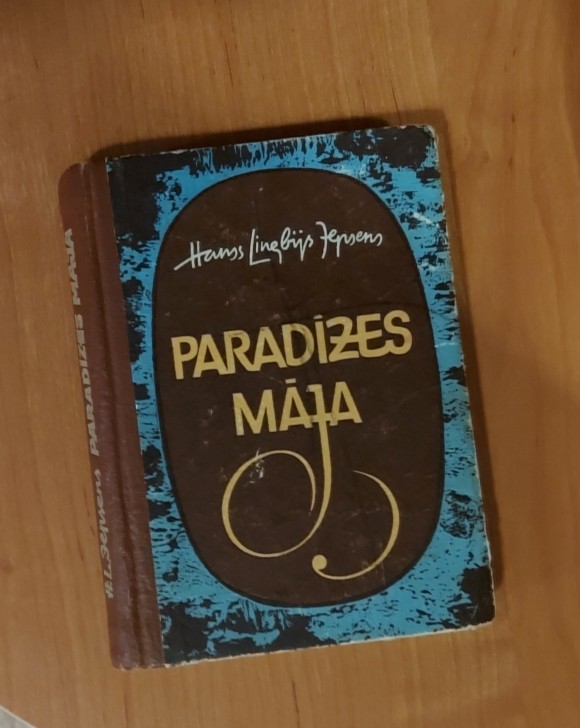 Hanss Lingbijs Jepsens
PARADĪZES
MĀJA
H.L. Jepsens PARADĪZES MĀJA